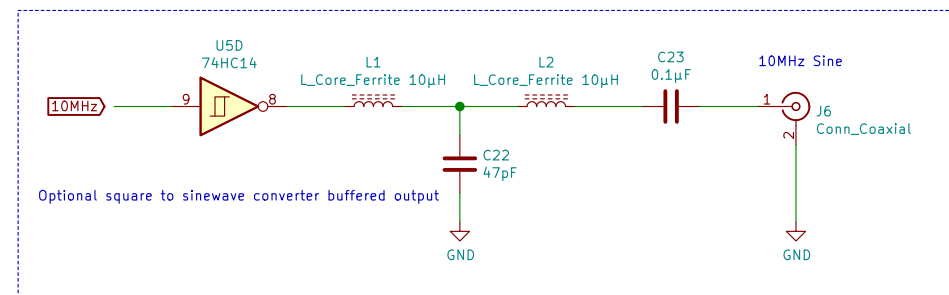 U5D
74HC14
L1
L_Core_Ferrite 10µH
L2
L_Core_Ferrite 10µH
C23
0.1µF
10MHz Sine
10MHz
9
8
1
J6
Conn_Coaxial
2
C22
47pF
Optional square to sinewave converter buffered output
GND
GND